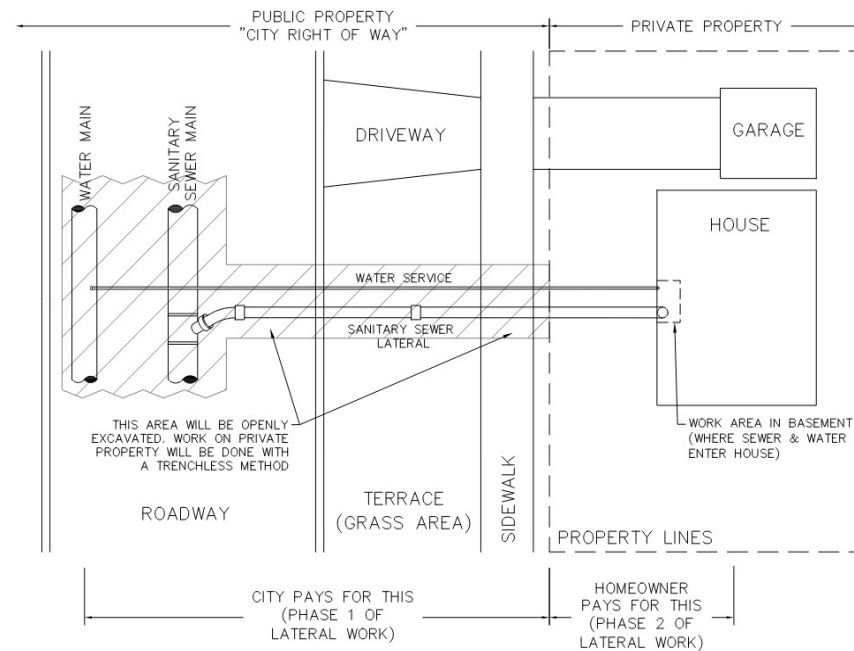 PUBLIC PROPERTY
"CITY RIGHT OF WAY"
PRIVATE PROPERTY
WATER MAIN
SANITARY
SEWER MAIN
DRIVEWAY
GARAGE
HOUSE
WATER SERVICE
SANITARY SEWER
LATERAL
THIS AREA WILL BE OPENLY
EXCAVATED. WORK ON PRIVATE
PROPERTY WILL BE DONE WITH
A TRENCHLESS METHOD
WORK AREA IN BASEMENT
(WHERE SEWER & WATER
ENTER HOUSE)
ROADWAY
TERRACE
(GRASS AREA)
SIDEWALK
PROPERTY LINES
CITY PAYS FOR THIS
(PHASE 1 OF
LATERAL WORK)
HOMEOWNER
PAYS FOR THIS
(PHASE 2 OF
LATERAL WORK)